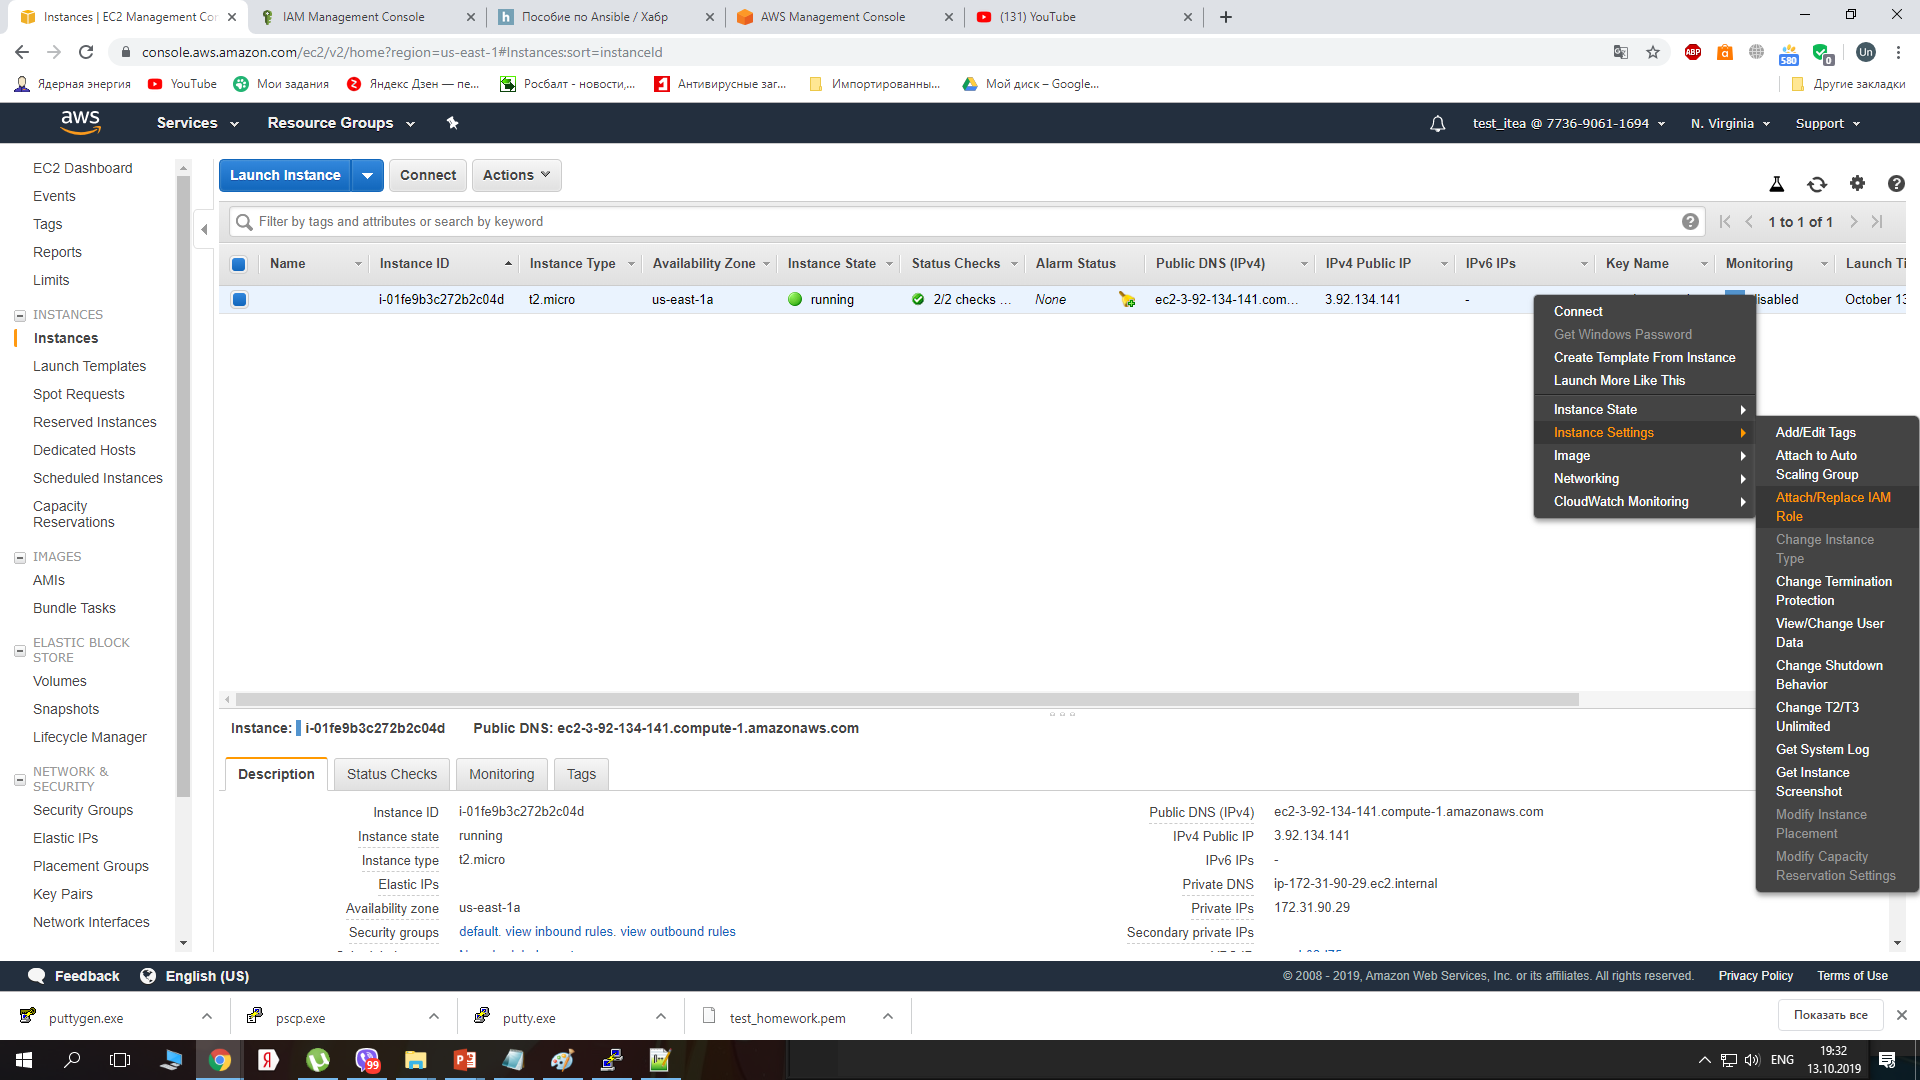 Instances | EC2 Management Con
IAM Management Console
Пособие по Ansible / Хабр
AWS Management Console
(131) YouTube
console.aws.amazon.com/ec2/v2/home?region=us-east-1#Instances:sort=instanceId
ABP
a
580
0
Un
Ядерная энергия
YouTube
Мои задания
Яндекс Дзен — пе...
Росбалт - новости,...
Антивирусные заг...
Импортированны...
Мой диск – Google...
Другие закладки
aws
Services
Resource Groups
test_itea @ 7736-9061-1694
N. Virginia
Support
EC2 Dashboard
Events
Tags
Reports
Limits
INSTANCES
Instances
Launch Templates
Spot Requests
Reserved Instances
Dedicated Hosts
Scheduled Instances
Capacity
Reservations
IMAGES
AMIs
Bundle Tasks
ELASTIC BLOCK
STORE
Volumes
Snapshots
Lifecycle Manager
NETWORK &
SECURITY
Security Groups
Elastic IPs
Placement Groups
Key Pairs
Network Interfaces
Launch Instance
Connect
Actions
Filter by tags and attributes or search by keyword
1 to 1 of 1
Name
Instance ID
Instance Type
Availability Zone
Instance State
Status Checks
Alarm Status
Public DNS (IPv4)
IPv4 Public IP
IPv6 IPs
Key Name
Monitoring
Launch Ti
i-01fe9b3c272b2c04d
t2.micro
us-east-1a
running
2/2 checks ...
None
ec2-3-92-134-141.com...
3.92.134.141
-
isabled
October 13
Connect
Get Windows Password
Create Template From Instance
Launch More Like This
Instance State
Instance Settings
Image
Networking
CloudWatch Monitoring
Add/Edit Tags
Attach to Auto
Scaling Group
Attach/Replace IAM
Role
Change Instance
Type
Change Termination
Protection
View/Change User
Data
Change Shutdown
Behavior
Change T2/T3
Unlimited
Get System Log
Get Instance
Screenshot
Modify Instance
Placement
Modify Capacity
Reservation Settings
Instance: i-01fe9b3c272b2c04d Public DNS: ec2-3-92-134-141.compute-1.amazonaws.com
Description
Status Checks
Monitoring
Tags
Instance ID i-01fe9b3c272b2c04d
Instance state running
Instance type t2.micro
Elastic IPs
Availability zone us-east-1a
Security groups default. view inbound rules. view outbound rules
Public DNS (IPv4) ec2-3-92-134-141.compute-1.amazonaws.com
IPv4 Public IP 3.92.134.141
IPv6 IPs -
Private DNS ip-172-31-90-29.ec2.internal
Private IPs 172.31.90.29
Secondary private IPs
Feedback
English (US)
© 2008 - 2019, Amazon Web Services, Inc. or its affiliates. All rights reserved.
Privacy Policy
Terms of Use
puttygen.exe
pscp.exe
putty.exe
test_homework.pem
Показать все
99
ENG
19:32
13.10.2019